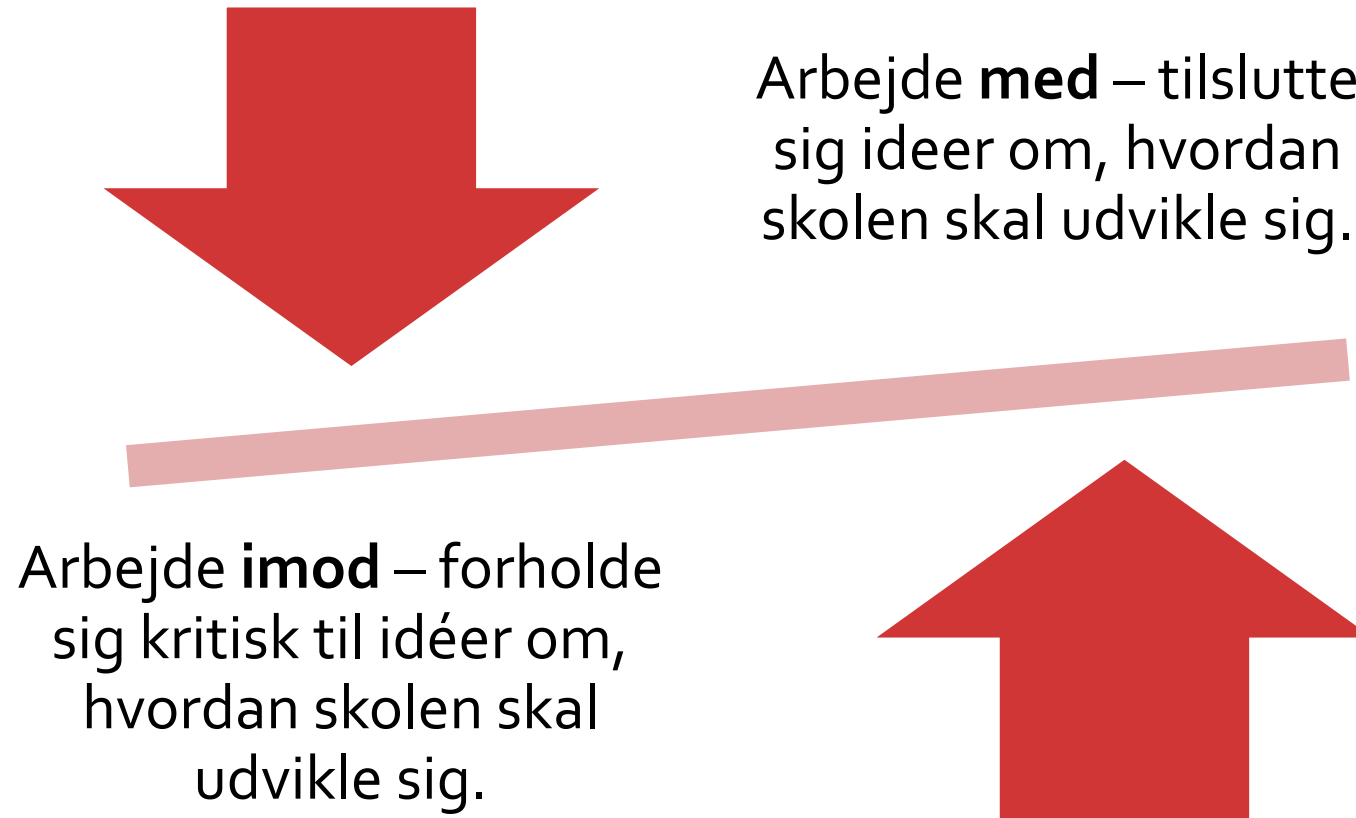 Arbejde med – tilslutte
sig ideer om, hvordan
skolen skal udvikle sig.
Arbejde imod – forholde
sig kritisk til idéer om,
hvordan skolen skal
udvikle sig.